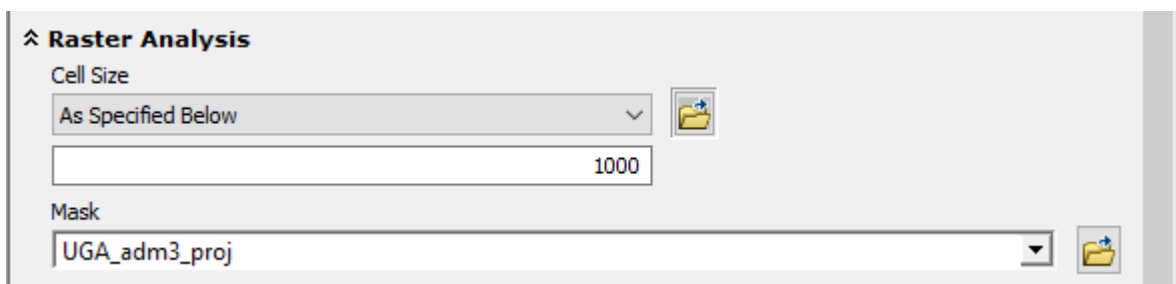 Raster Analysis
Cell Size
As Specified Below
1000
Mask
UGA_adm3_proj